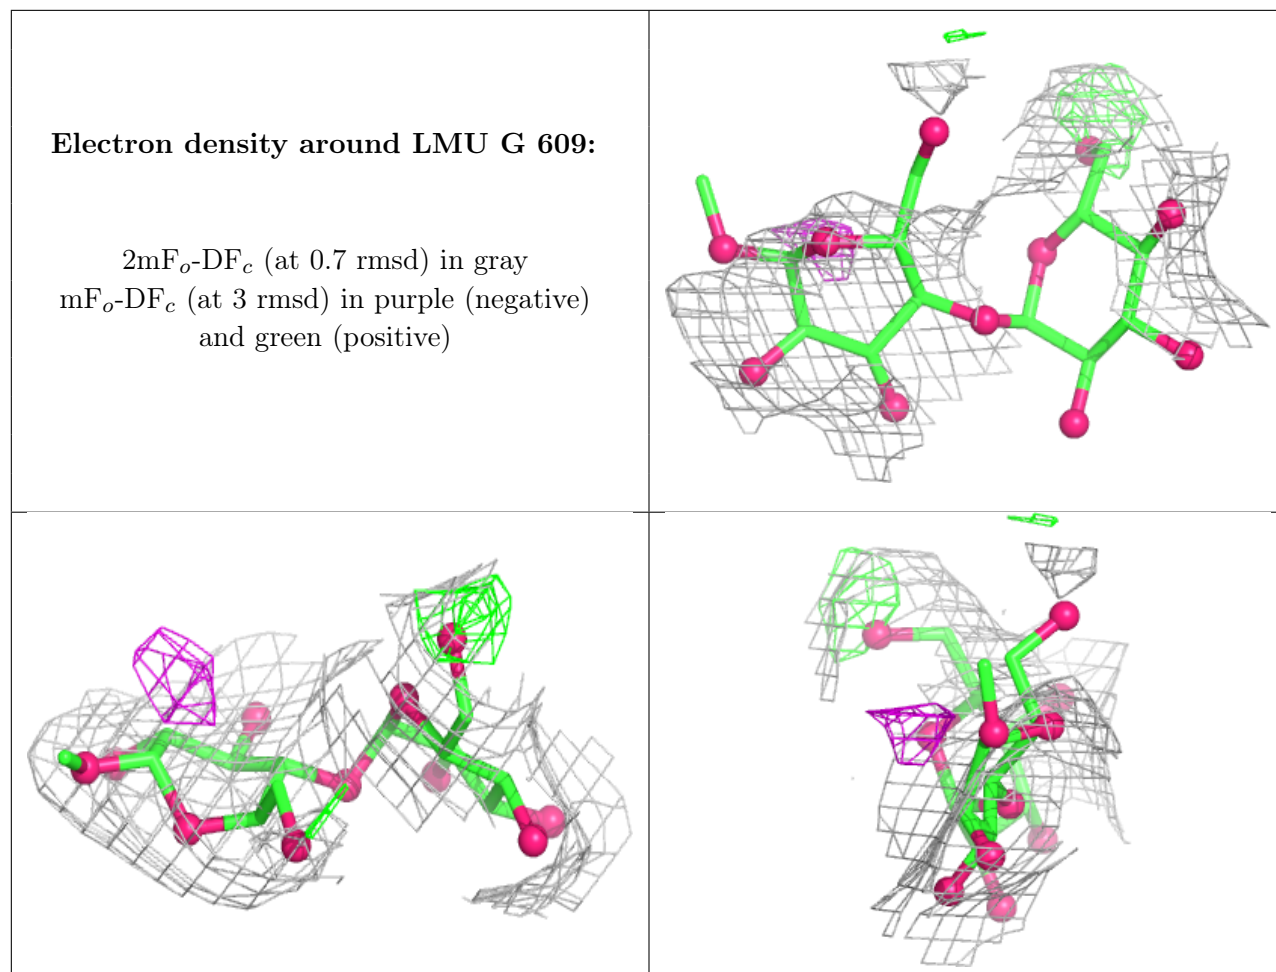 Electron density around LMU G 609:
2mFo-DFc (at 0.7 rmsd) in gray
mFo-DFc (at 3 rmsd) in purple (negative)
and green (positive)